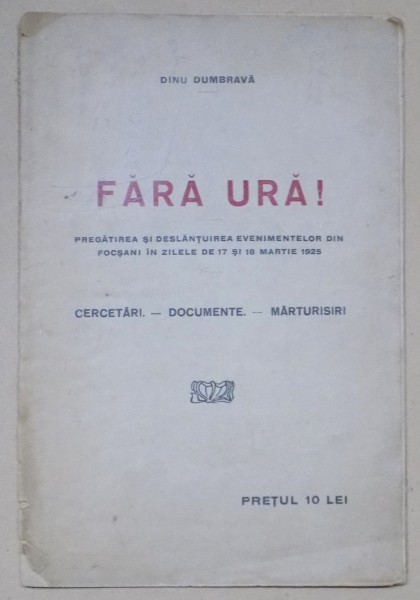 DINU DUMBRAVĂ
FĂRĂ URĂ!
PREGĂTIREA ȘI DESLĂNȚUIREA EVENIMENTELOR DIN
FOCȘANI ÎN ZILELE DE 17 ȘI 18 MARTIE 1925
CERCETĂRI. — DOCUMENTE. — MĂRTURISIRI
PREȚUL 10 LEI